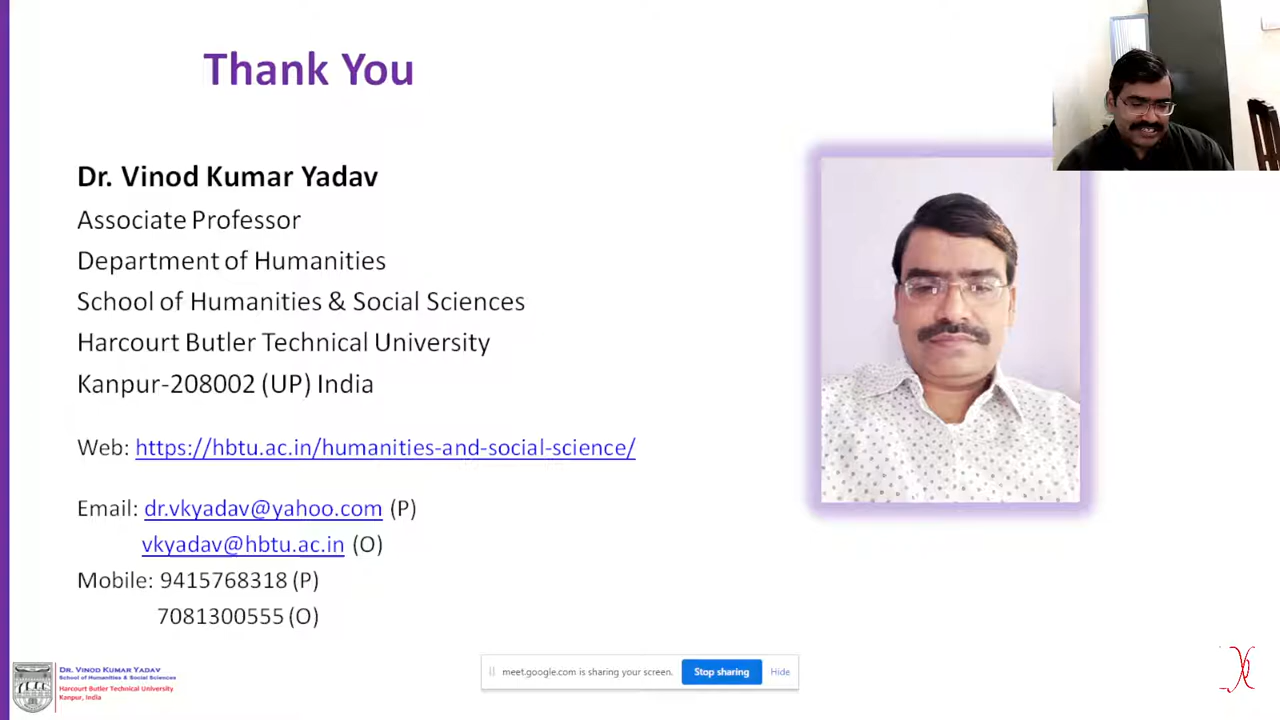 Thank You
Dr. Vinod Kumar Yadav
Associate Professor
Department of Humanities
School of Humanities & Social Sciences
Harcourt Butler Technical University
Kanpur-208002 (UP) India
Web: https://hbtu.ac.in/humanities-and-social-science/
Email: dr.vkyadav@yahoo.com (P)
vkyadav@hbtu.ac.in (O)
Mobile: 9415768318 (P)
7081300555 (O)
DR. VINOD KUMAR YADAV
School of Humanities & Social Sciences
Harcourt Butler Technical University
Kanpur, India
meet.google.com is sharing your screen.
Stop sharing
Hide